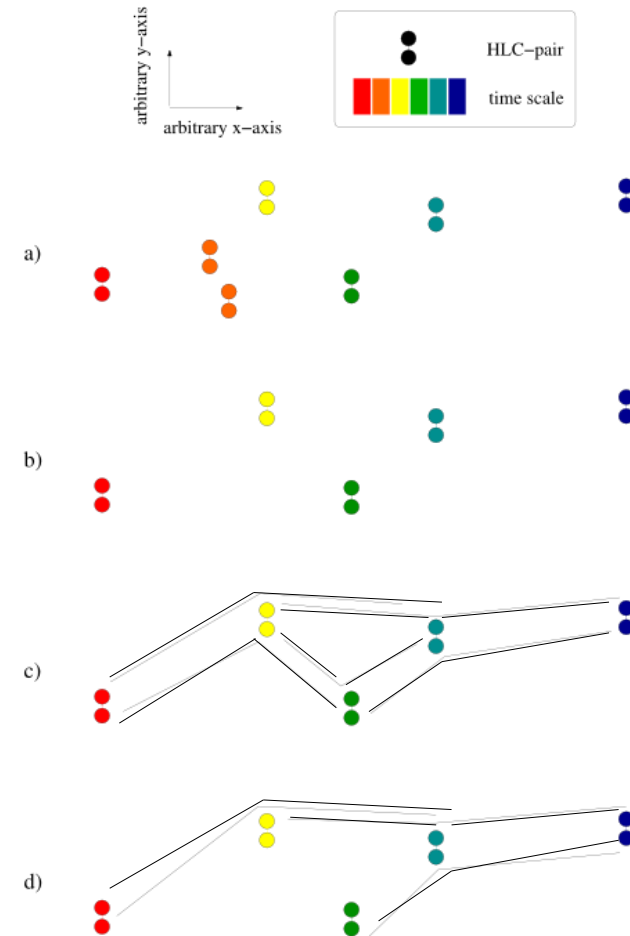 arbitrary y−axis
arbitrary x−axis
HLC−pair
time scale
a)
b)
c)
d)